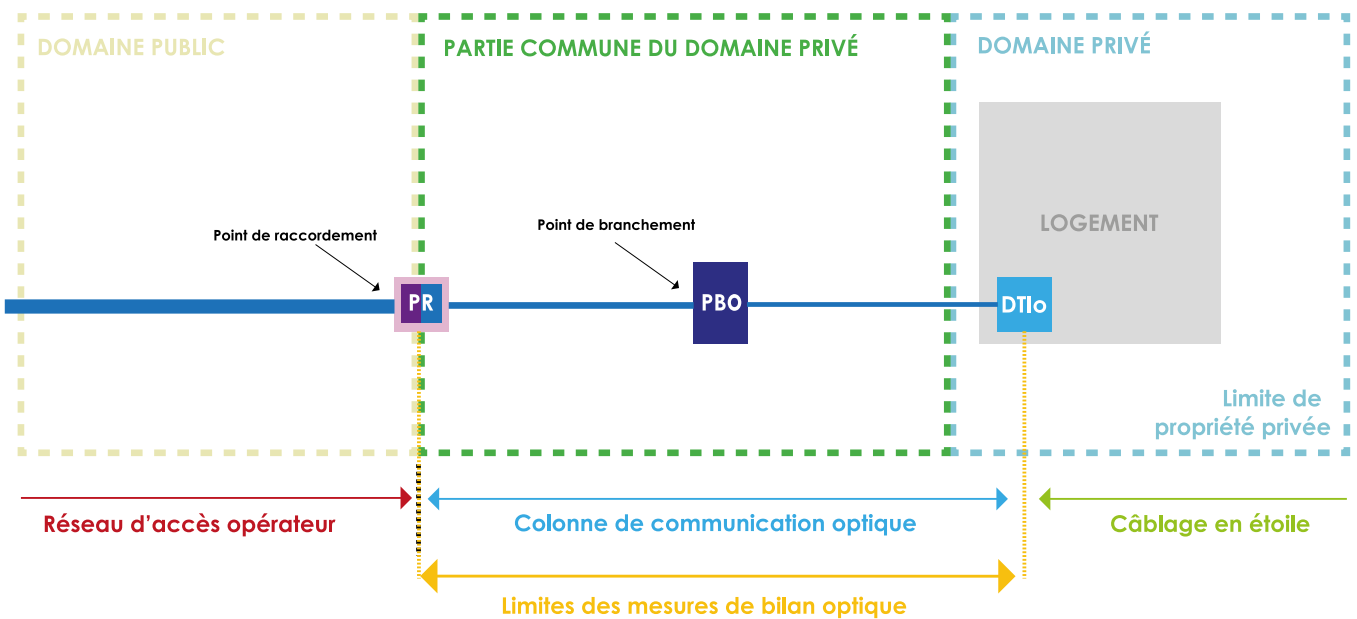 DOMAINE PUBLIC
PARTIE COMMUNE DU DOMAINE PRIVÉ
DOMAINE PRIVÉ
LOGEMENT
Point de raccordement
Point de branchement
PR
PBO
DTIo
Limite de
propriété privée
Réseau d'accès opérateur
Colonne de communication optique
Câblage en étoile
Limites des mesures de bilan optique